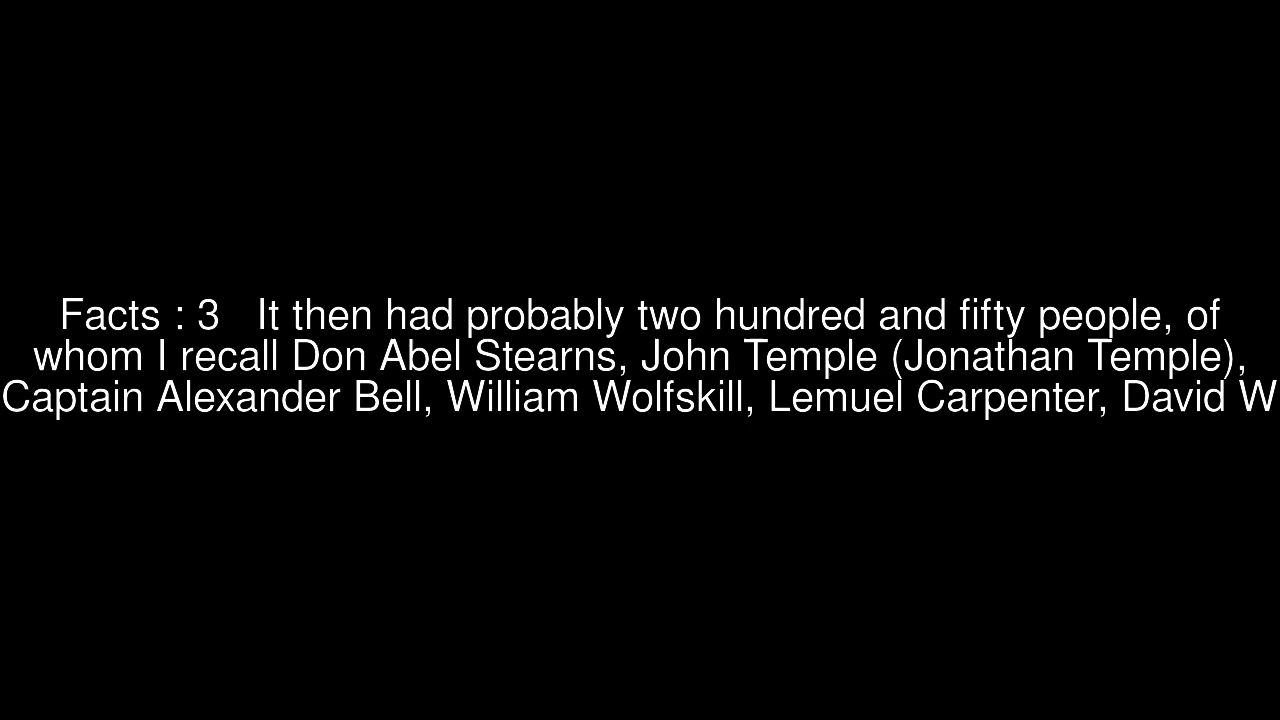 Facts : 3 It then had probably two hundred and fifty people, of
whom I recall Don Abel Stearns, John Temple (Jonathan Temple),
Captain Alexander Bell, William Wolfskill, Lemuel Carpenter, David W